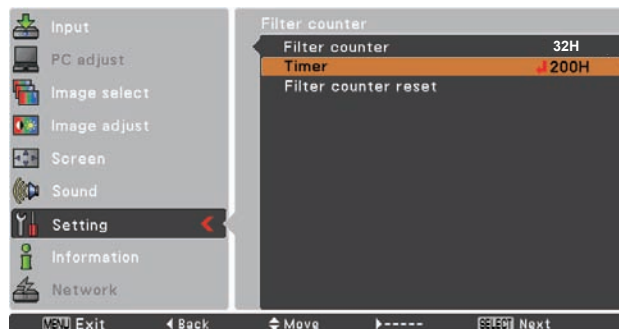 Input
PC adjust
Image select
Image adjust
Screen
Sound
Setting
Information
Network
Filter counter
Filter counter 32H
Timer 200H
Filter counter reset
MENU Exit Back Move ----- SELECT Next